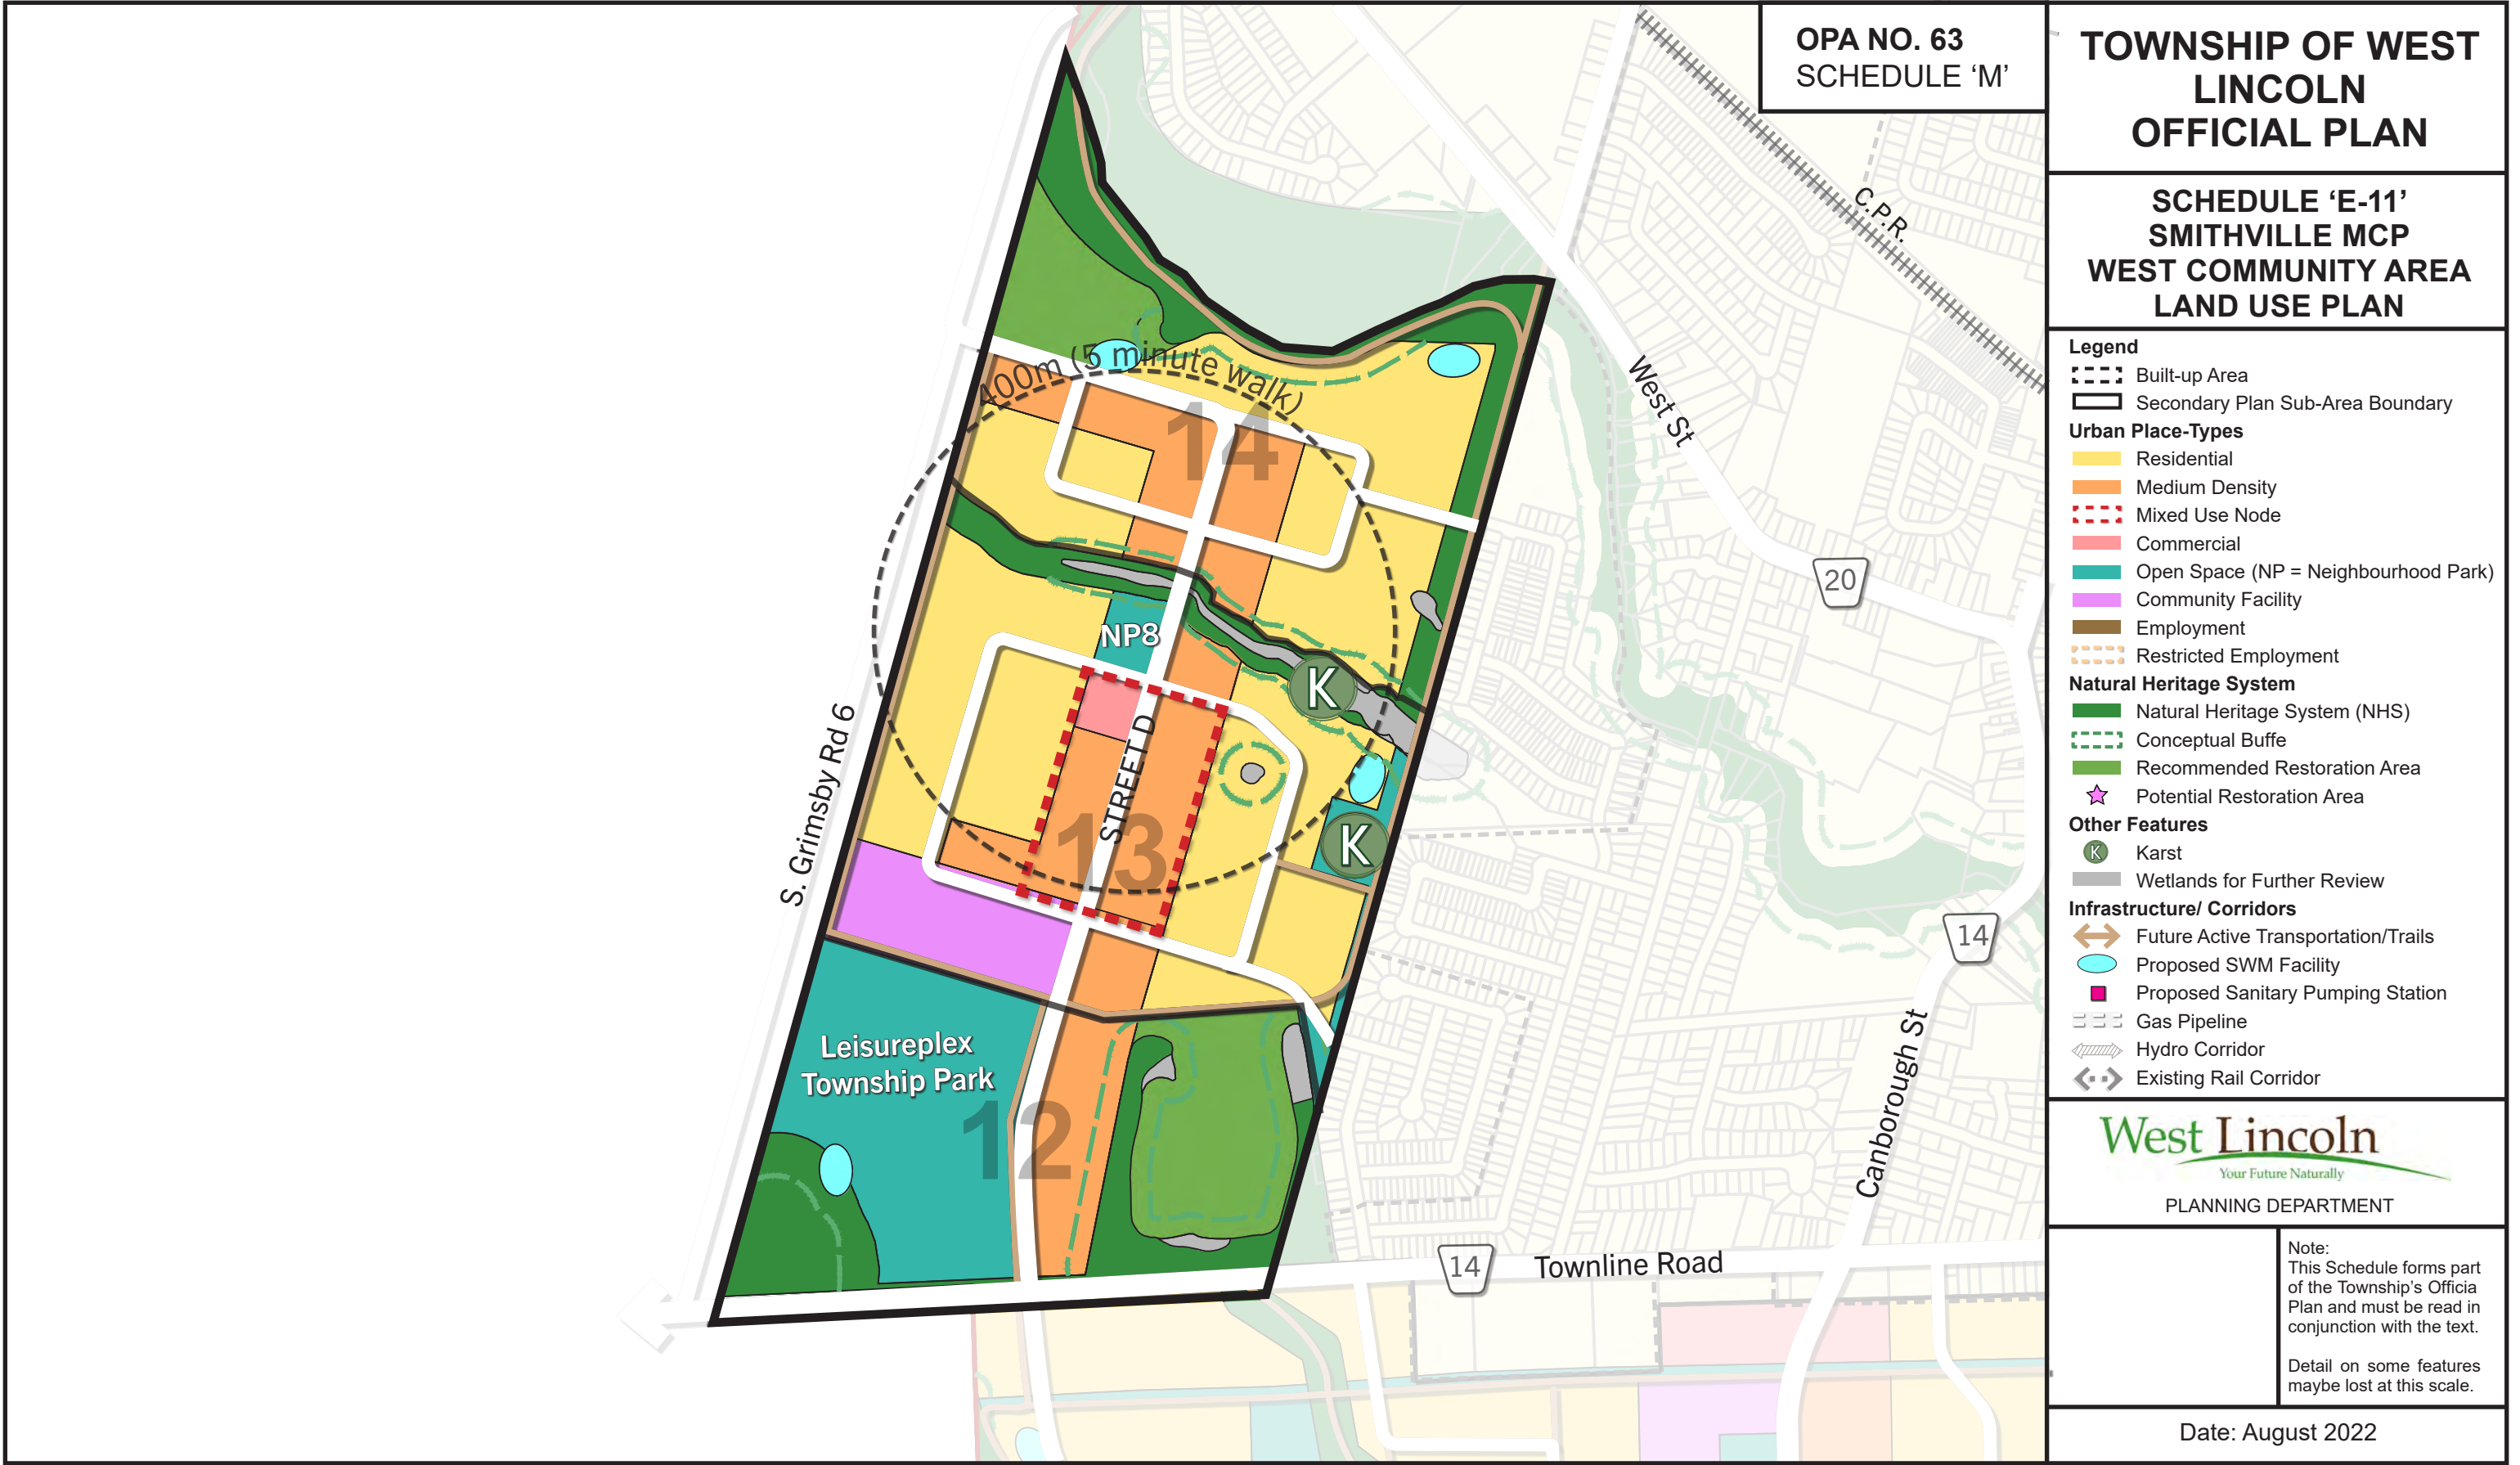 OPA NO. 63
SCHEDULE ‘M’
TOWNSHIP OF WEST
LINCOLN
OFFICIAL PLAN
SCHEDULE ‘E-11’
SMITHVILLE MCP
WEST COMMUNITY AREA
LAND USE PLAN
Legend
Built-up Area
Secondary Plan Sub-Area Boundary
Urban Place-Types
Residential
Medium Density
Mixed Use Node
Commercial
Open Space (NP = Neighbourhood Park)
Community Facility
Employment
Restricted Employment
Natural Heritage System
Natural Heritage System (NHS)
Conceptual Buffe
Recommended Restoration Area
Potential Restoration Area
Other Features
K
Karst
Wetlands for Further Review
Infrastructure/ Corridors
Future Active Transportation/Trails
Proposed SWM Facility
Proposed Sanitary Pumping Station
Gas Pipeline
Hydro Corridor
Existing Rail Corridor
West Lincoln
Your Future Naturally
PLANNING DEPARTMENT
Note:
This Schedule forms part
of the Township’s Officia
Plan and must be read in
conjunction with the text.
Detail on some features
maybe lost at this scale.
Date: August 2022
C.P.R.
West St
20
14
Canborough St
14
Townline Road
S. Grimsby Rd 6
400m (5 minute walk)
14
NP8
K
STREET D
13
K
Leisureplex
Township Park
12